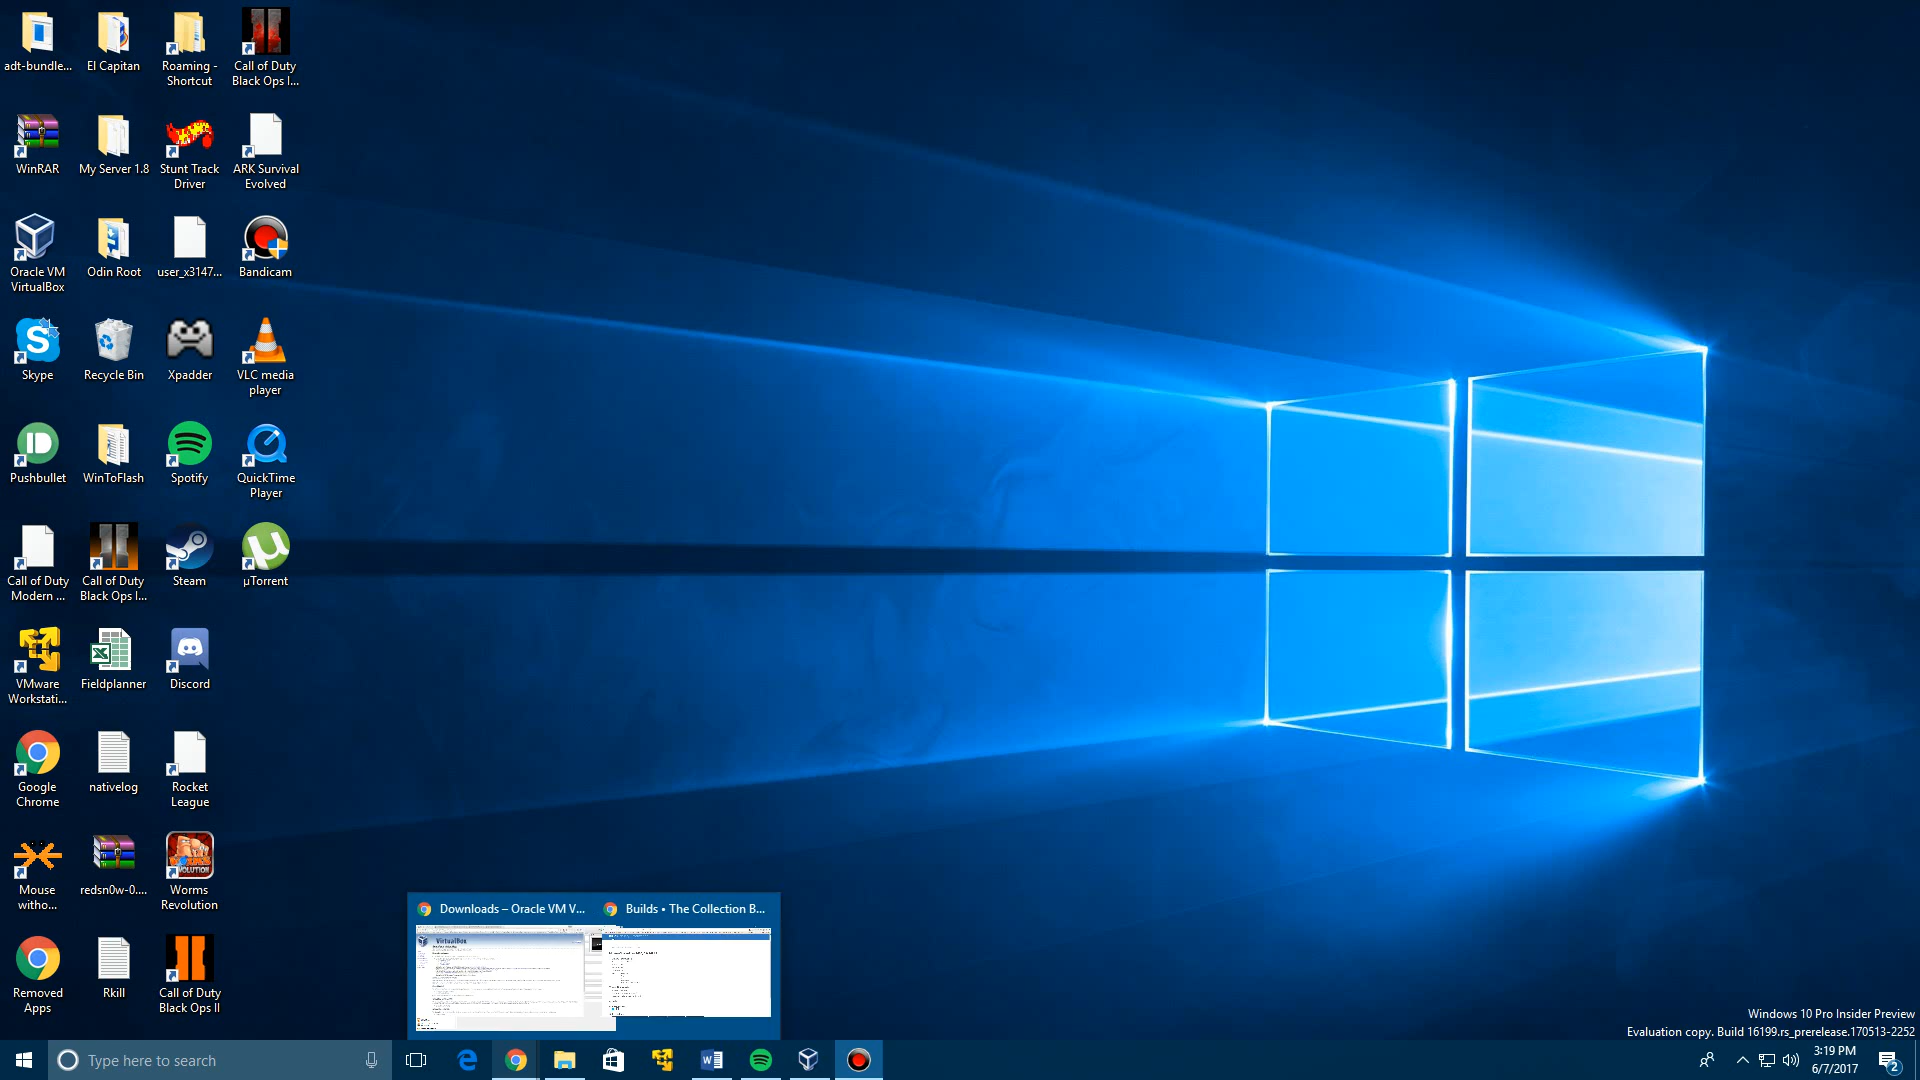 adt-bundle...
El Capitan
Roaming -
Shortcut
Call of Duty
Black Ops I...
WinRAR
My Server 1.8
Stunt Track
Driver
ARK Survival
Evolved
Oracle VM
VirtualBox
Odin Root
user_x3147...
Bandicam
Skype
Recycle Bin
Xpadder
VLC media
player
Pushbullet
WinToFlash
Spotify
QuickTime
Player
Call of Duty
Modern ...
Call of Duty
Black Ops I...
Steam
µTorrent
VMware
Workstati...
Fieldplanner
Discord
Google
Chrome
nativelog
Rocket
League
Mouse
witho...
redsn0w-0....
Worms
Revolution
Removed
Apps
Rkill
Call of Duty
Black Ops II
Downloads – Oracle VM V...
Builds • The Collection B...
VirtualBox
Windows 10 Pro Insider Preview
Evaluation copy. Build 16199.rs_prerelease.170513-2252
Type here to search
3:19 PM
6/7/2017
2